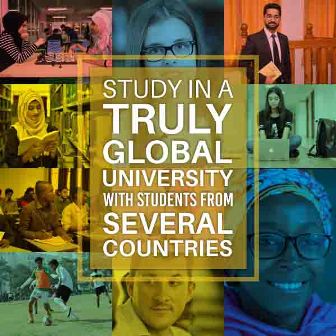 STUDY IN A
TRULY
GLOBAL
UNIVERSITY
WITH STUDENTS FROM
SEVERAL
COUNTRIES